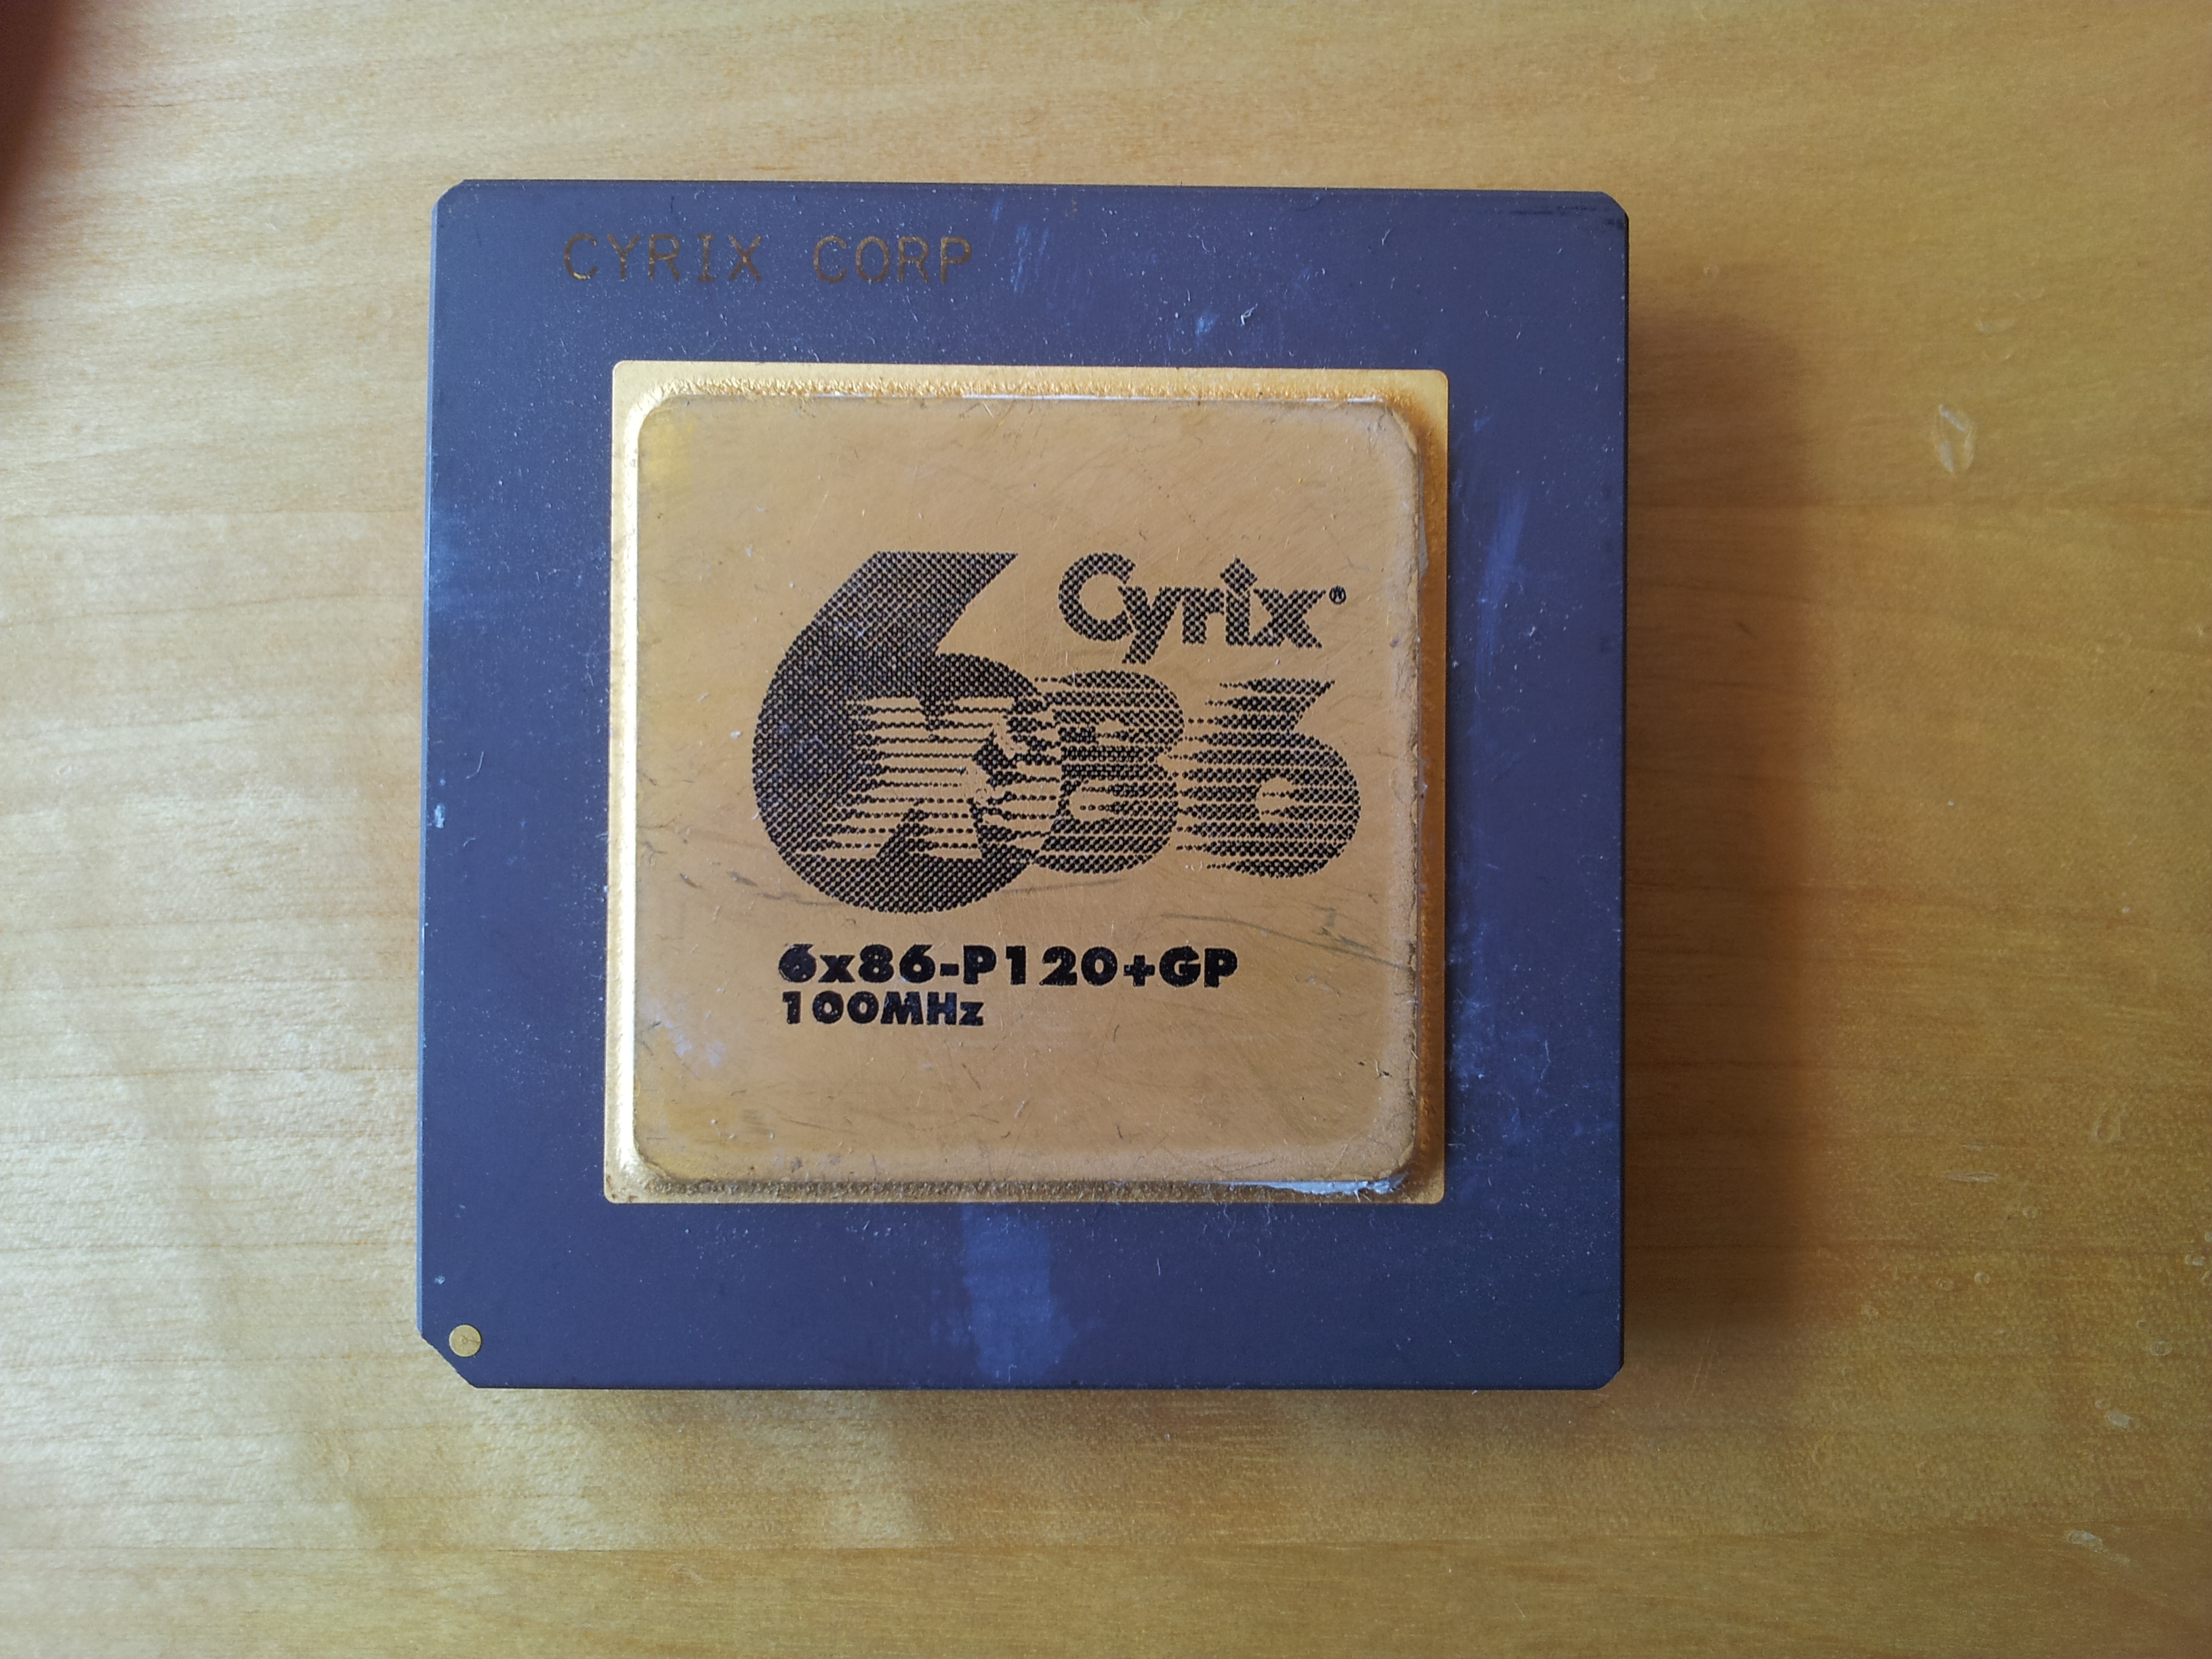 CYRIX CORP
Cyrix®
6x86
6x86-P120+GP
100MHz